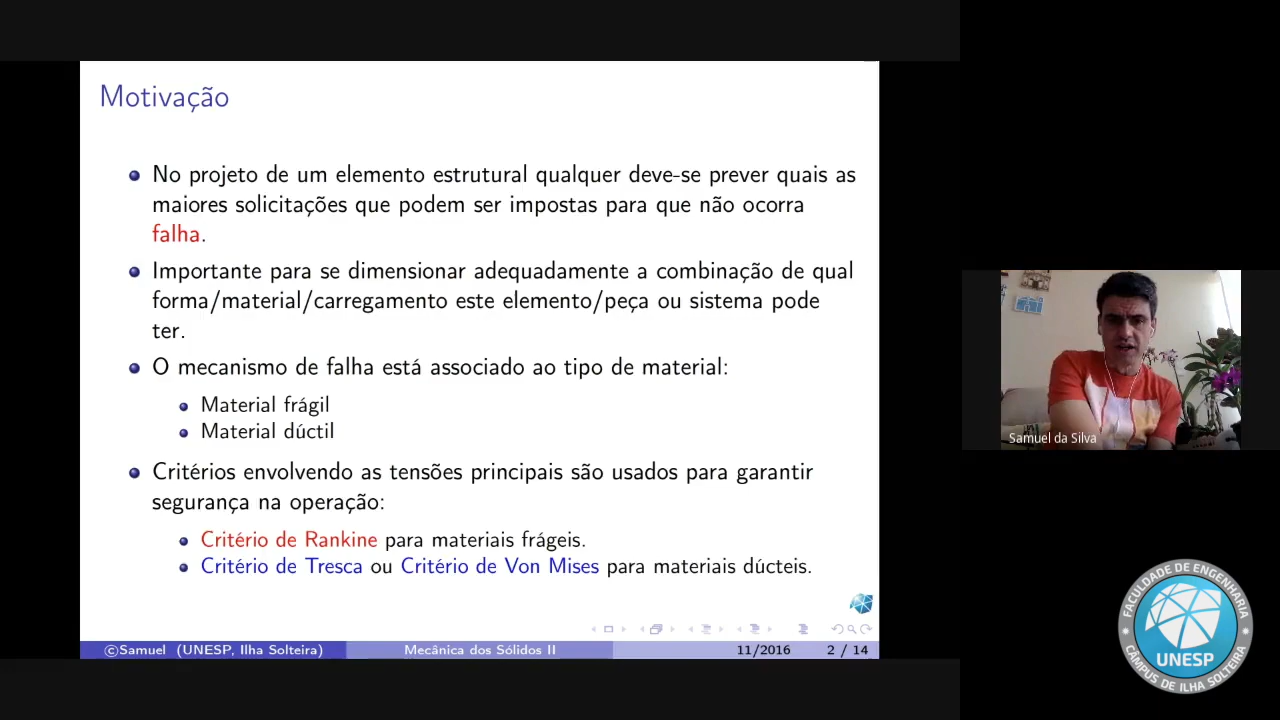 Motivação
No projeto de um elemento estrutural qualquer deve-se prever quais as
maiores solicitações que podem ser impostas para que não ocorra
falha.
Importante para se dimensionar adequadamente a combinação de qual
forma/material/carregamento este elemento/peça ou sistema pode
ter.
O mecanismo de falha está associado ao tipo de material:
Material frágil
Material dúctil
Critérios envolvendo as tensões principais são usados para garantir
segurança na operação:
Critério de Rankine para materiais frágeis.
Critério de Tresca ou Critério de Von Mises para materiais dúcteis.
©Samuel (UNESP, Ilha Solteira)
Mecânica dos Sólidos II
11/2016
2 / 14
Samuel da Silva
FACULDADE DE ENGENHARIA
UNESP
CÂMPUS DE ILHA SOLTEIRA